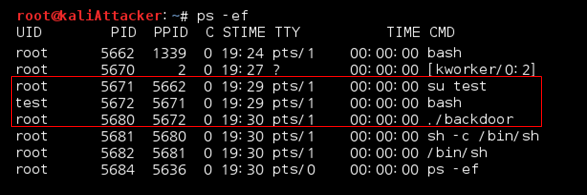 root@kaliAttacker:~# ps -ef
UID PID PPID C STIME TTY TIME CMD
root 5662 1339 0 19:24 pts/1 00:00:00 bash
root 5670 2 0 19:27 ? 00:00:00 [kworker/0:2]
root 5671 5662 0 19:29 pts/1 00:00:00 su test
test 5672 5671 0 19:29 pts/1 00:00:00 bash
root 5680 5672 0 19:30 pts/1 00:00:00 ./backdoor
root 5681 5680 0 19:30 pts/1 00:00:00 sh -c /bin/sh
root 5682 5681 0 19:30 pts/1 00:00:00 /bin/sh
root 5684 5636 0 19:30 pts/0 00:00:00 ps -ef